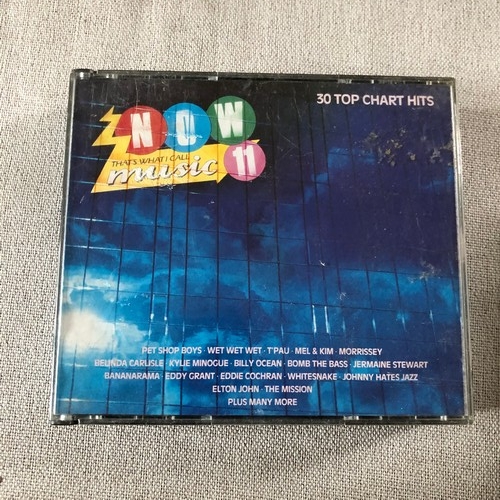 30 TOP CHART HITS
NOW
THAT'S WHAT I CALL
music 11
PET SHOP BOYS · WET WET WET · T'PAU · MEL & KIM · MORRISSEY
BELINDA CARLISLE · KYLIE MINOGUE · BILLY OCEAN · BOMB THE BASS · JERMAINE STEWART
BANANARAMA · EDDY GRANT · EDDIE COCHRAN · WHITESNAKE · JOHNNY HATES JAZZ
ELTON JOHN · THE MISSION
PLUS MANY MORE